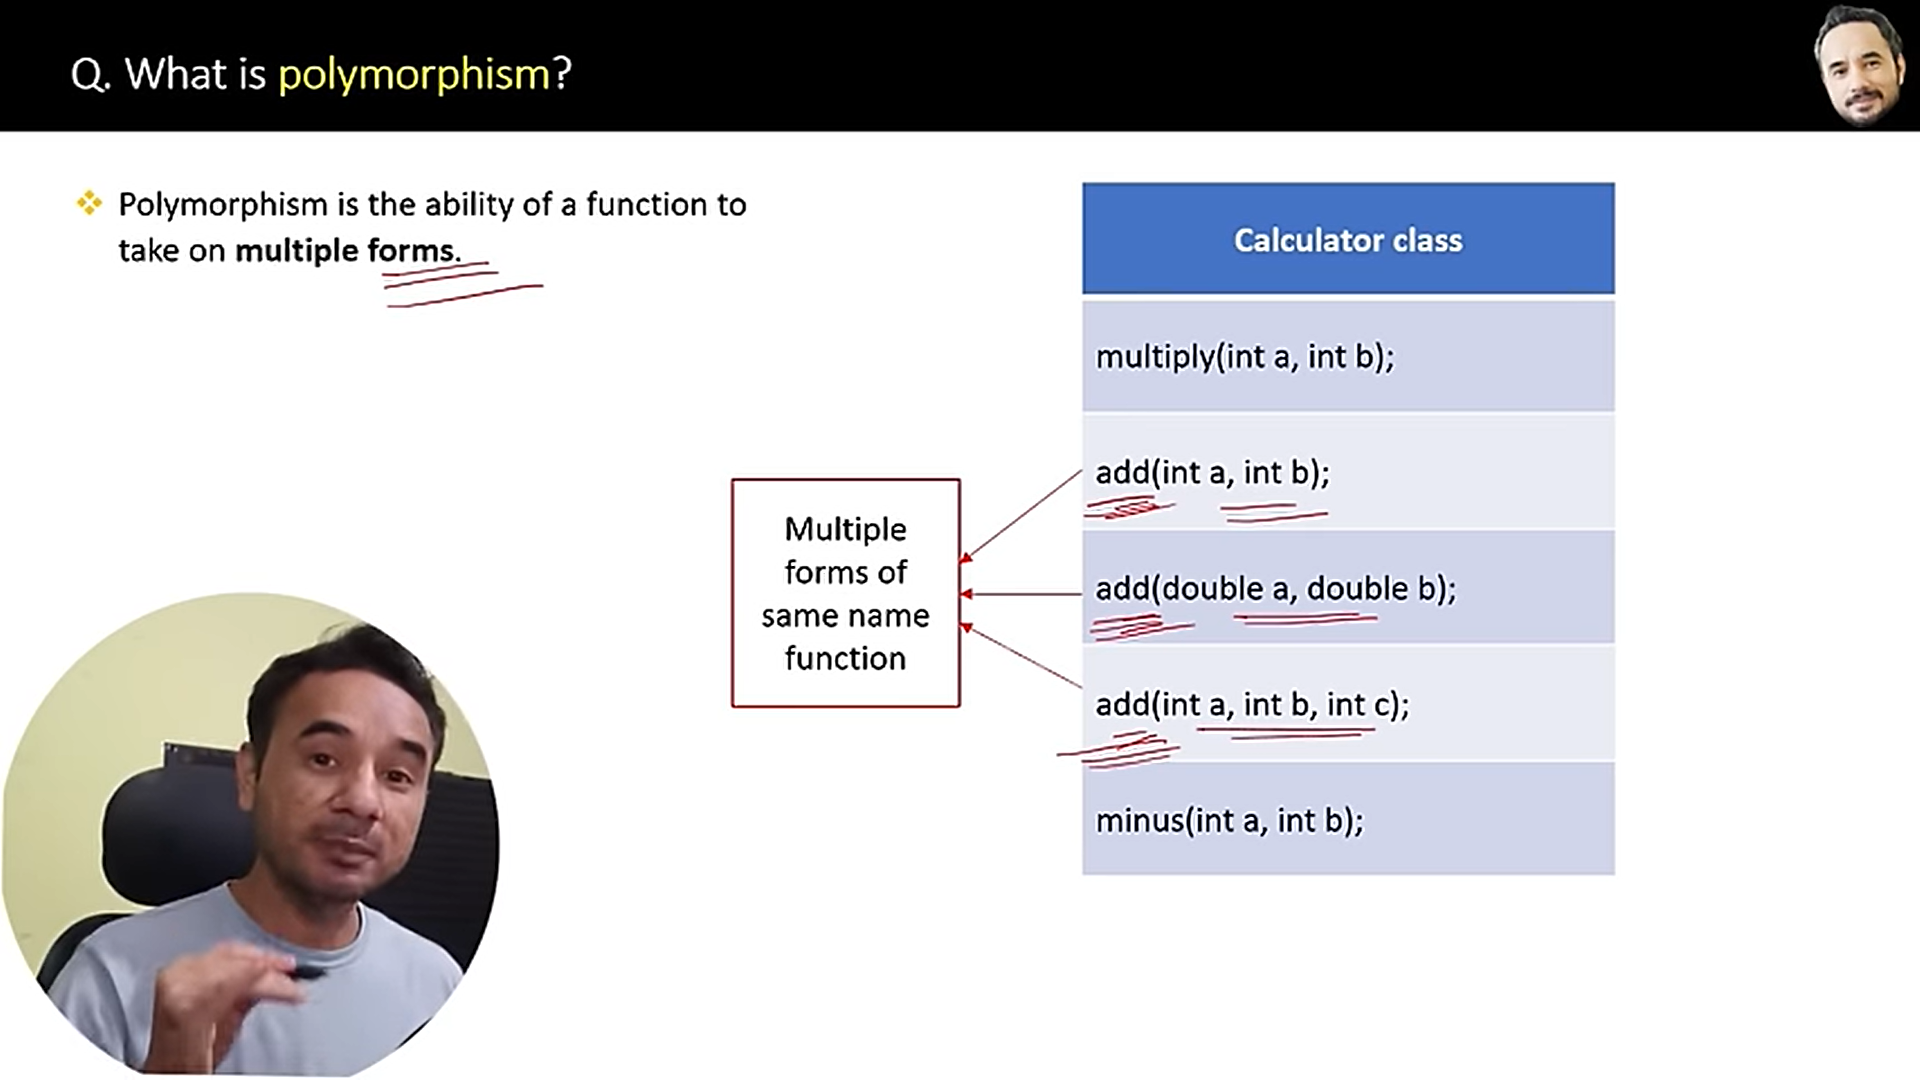 Q. What is polymorphism?
Polymorphism is the ability of a function to
take on multiple forms.
Calculator class
multiply(int a, int b);
add(int a, int b);
add(double a, double b);
add(int a, int b, int c);
minus(int a, int b);
Multiple
forms of
same name
function